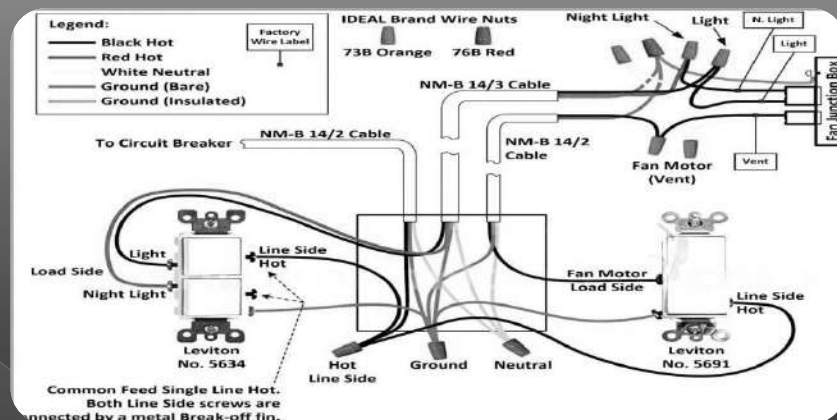 Legend:
Black Hot
Red Hot
White Neutral
Ground (Bare)
Ground (Insulated)
Factory
Wire Label
IDEAL Brand Wire Nuts
73B Orange
76B Red
Night Light
Light
N. Light
Light
Fan Junction Box
NM-B 14/3 Cable
To Circuit Breaker
NM-B 14/2 Cable
NM-B 14/2
Cable
Fan Motor
(Vent)
Vent
Light
Line Side
Hot
Load Side
Night Light
Fan Motor
Load Side
Line Side
Hot
Leviton
No. 5634
Hot
Line Side
Ground
Neutral
Leviton
No. 5691
Common Feed Single Line Hot.
Both Line Side screws are
nnected by a metal Break-off fin.